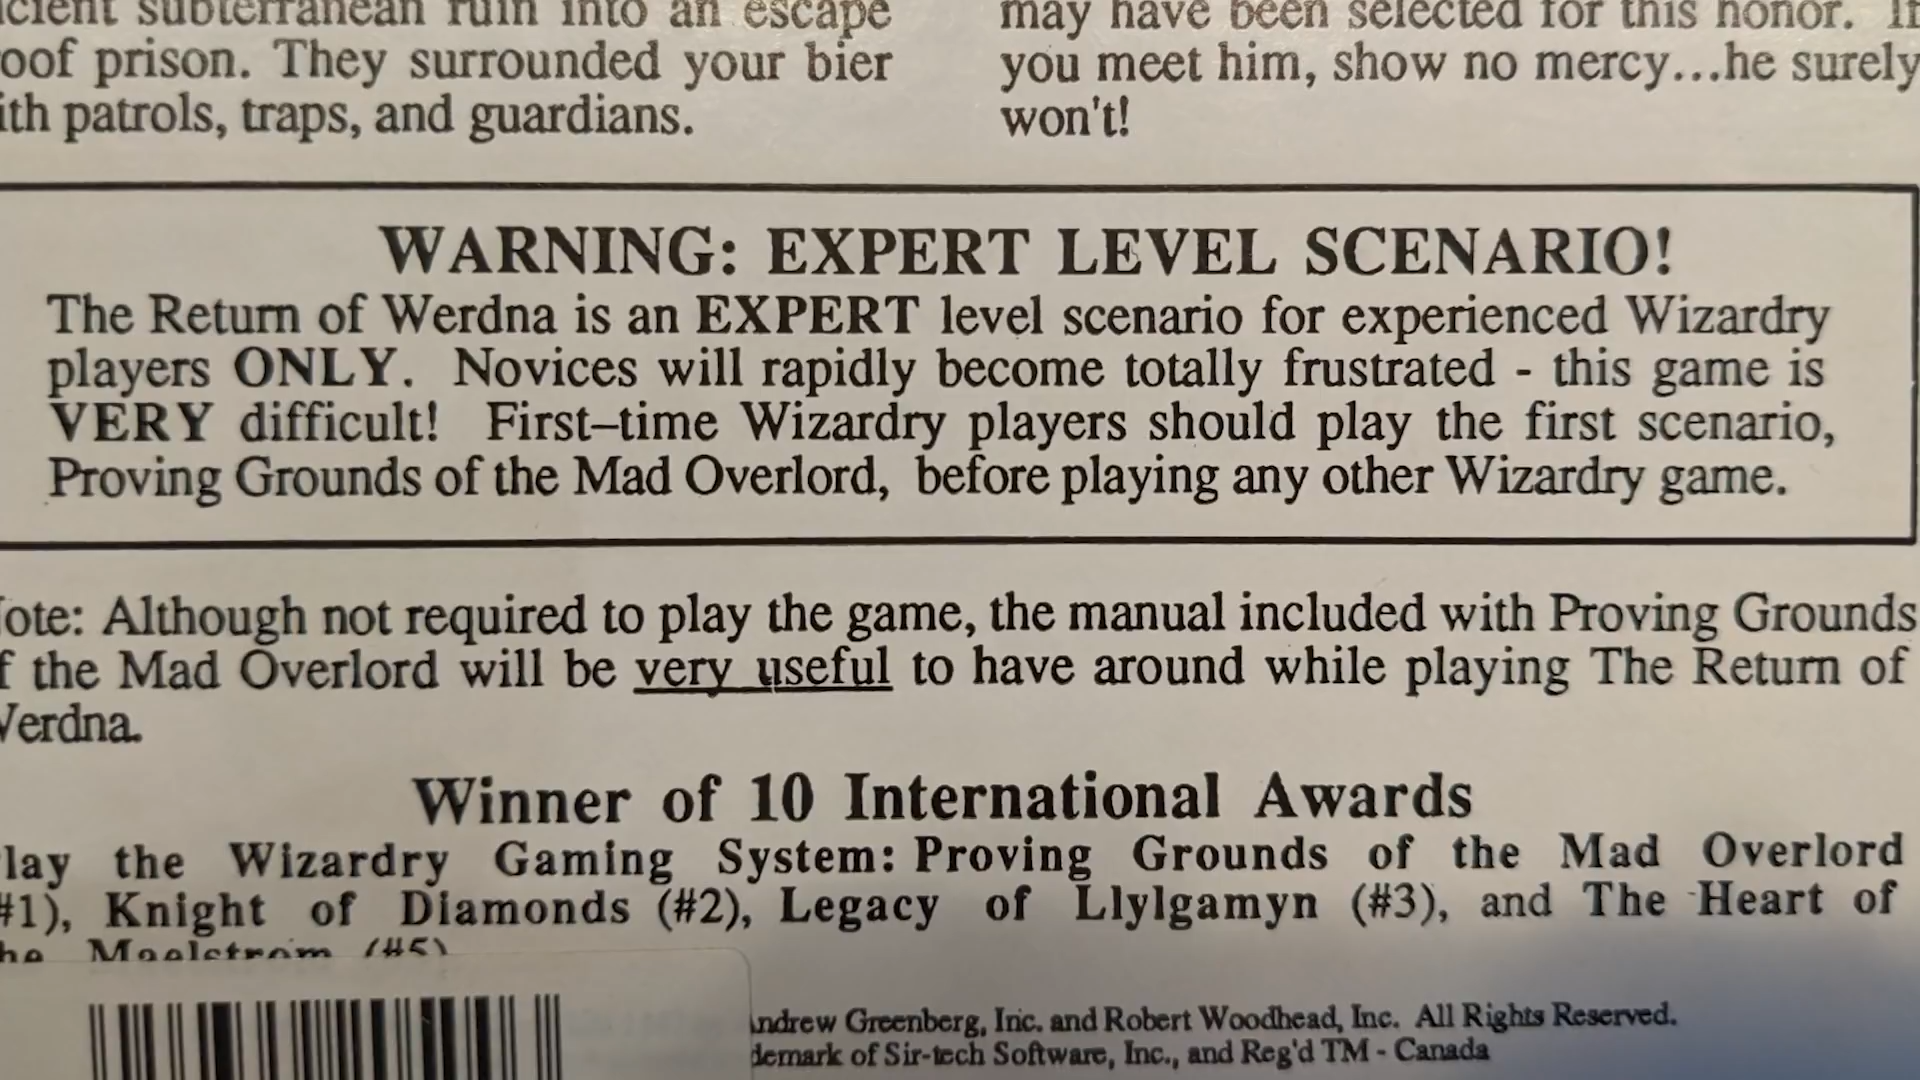 cient subterranean ruin into an escape
oof prison. They surrounded your bier
ith patrols, traps, and guardians.
may have been selected for this honor. If
you meet him, show no mercy...he surely
won't!
WARNING: EXPERT LEVEL SCENARIO!
The Return of Werdna is an EXPERT level scenario for experienced Wizardry
players ONLY. Novices will rapidly become totally frustrated - this game is
VERY difficult! First–time Wizardry players should play the first scenario,
Proving Grounds of the Mad Overlord, before playing any other Wizardry game.
ote: Although not required to play the game, the manual included with Proving Grounds
f the Mad Overlord will be very useful to have around while playing The Return of
Verdna.
Winner of 10 International Awards
lay the Wizardry Gaming System: Proving Grounds of the Mad Overlord
#1), Knight of Diamonds (#2), Legacy of Llylgamyn (#3), and The Heart of
he Maelstrom (#5)
ndrew Greenberg, Inc. and Robert Woodhead, Inc. All Rights Reserved.
demark of Sir-tech Software, Inc., and Reg'd TM - Canada